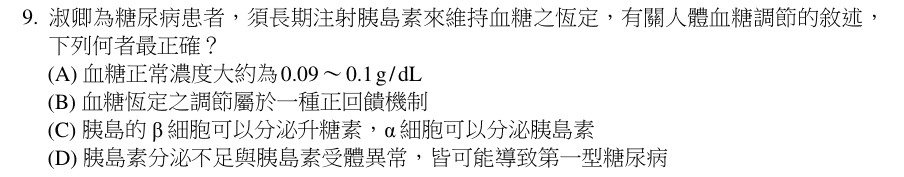 9. 淑卿為糖尿病患者，須長期注射胰島素來維持血糖之恆定，有關人體血糖調節的敘述，
下列何者最正確？
(A) 血糖正常濃度大約為0.09～0.1g/dL
(B) 血糖恆定之調節屬於一種正回饋機制
(C) 胰島的 β 細胞可以分泌升糖素，α 細胞可以分泌胰島素
(D) 胰島素分泌不足與胰島素受體異常，皆可能導致第一型糖尿病